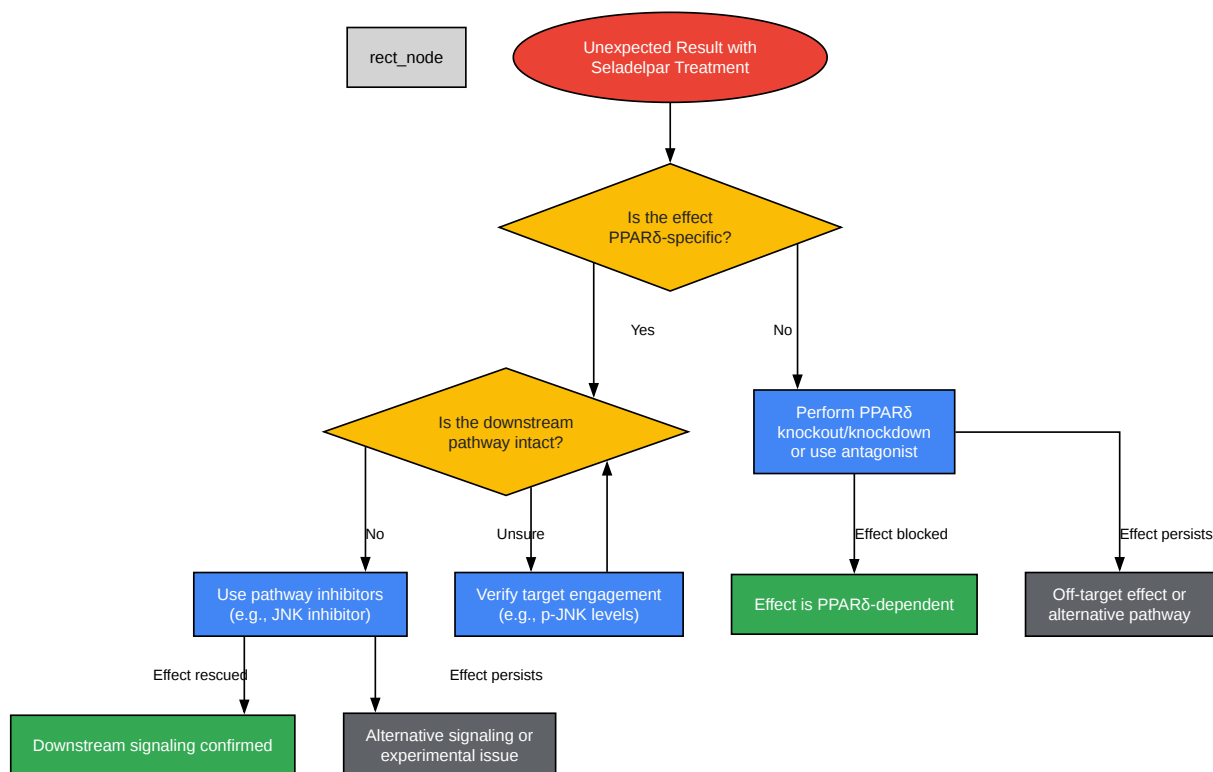 rect_node
Unexpected Result with
Seladelpar Treatment
Is the effect
PPARδ-specific?
Yes
No
Is the downstream
pathway intact?
Perform PPARδ
knockout/knockdown
or use antagonist
No
Unsure
Effect blocked
Effect persists
Use pathway inhibitors
(e.g., JNK inhibitor)
Verify target engagement
(e.g., p-JNK levels)
Effect is PPARδ-dependent
Off-target effect or
alternative pathway
Effect rescued
Effect persists
Downstream signaling confirmed
Alternative signaling or
experimental issue